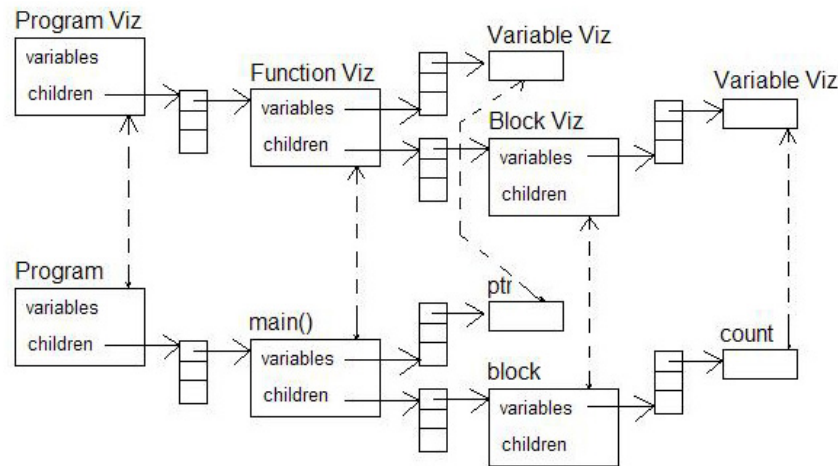 Program Viz
variables
children
Function Viz
variables
children
Variable Viz
Block Viz
variables
children
Variable Viz
Program
variables
children
main()
variables
children
ptr
block
variables
children
count